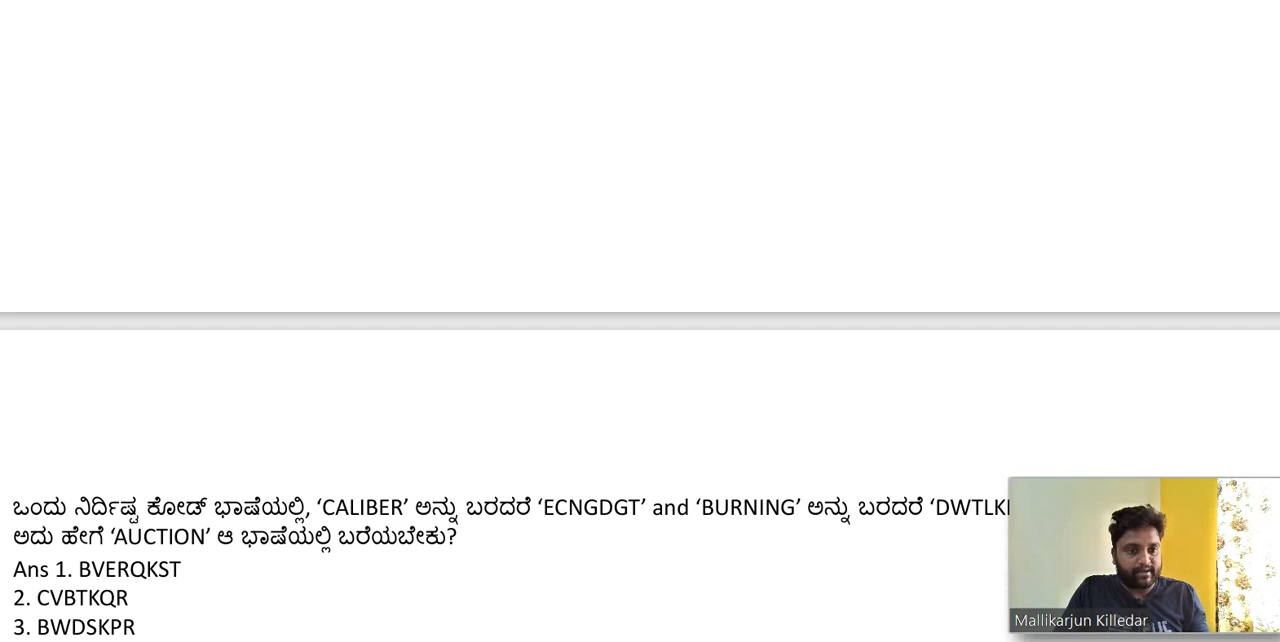 ಒಂದು ನಿರ್ದಿಷ್ಟ ಕೋಡ್ ಭಾಷೆಯಲ್ಲಿ, ‘CALIBER’ ಅನ್ನು ಬರದರೆ ‘ECNGDGT’ and ‘BURNING’ ಅನ್ನು ಬರದರೆ
ಅದು ಹೇಗೆ ‘AUCTION’ ಆ ಭಾಷೆಯಲ್ಲಿ ಬರೆಯಬೇಕು?
Ans 1. BVERQKST
2. CVBTKQR
3. BWDSKPR
Mallikarjun Killedar